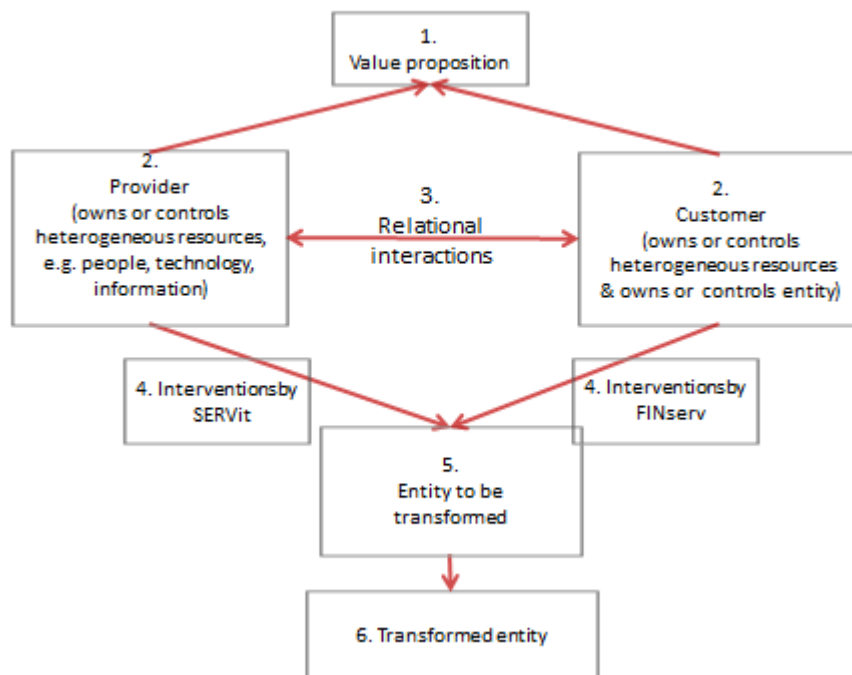 1.
Value proposition
2.
Provider
(owns or controls
heterogeneous resources,
e.g. people, technology,
information)
3.
Relational
interactions
2.
Customer
(owns or controls
heterogeneous resources
& owns or controls entity)
4. Interventionsby
SERVit
4. Interventionsby
FINserv
5.
Entity to be
transformed
6. Transformed entity